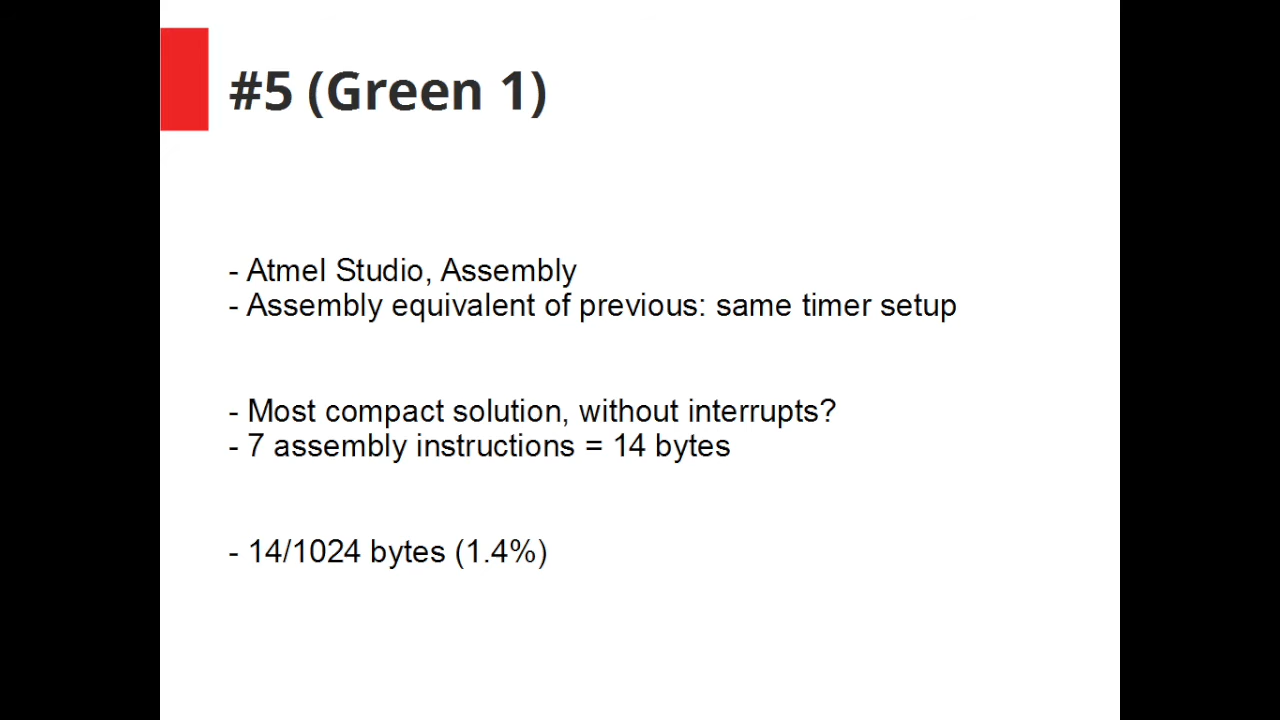 #5 (Green 1)
- Atmel Studio, Assembly
- Assembly equivalent of previous: same timer setup
- Most compact solution, without interrupts?
- 7 assembly instructions = 14 bytes
- 14/1024 bytes (1.4%)